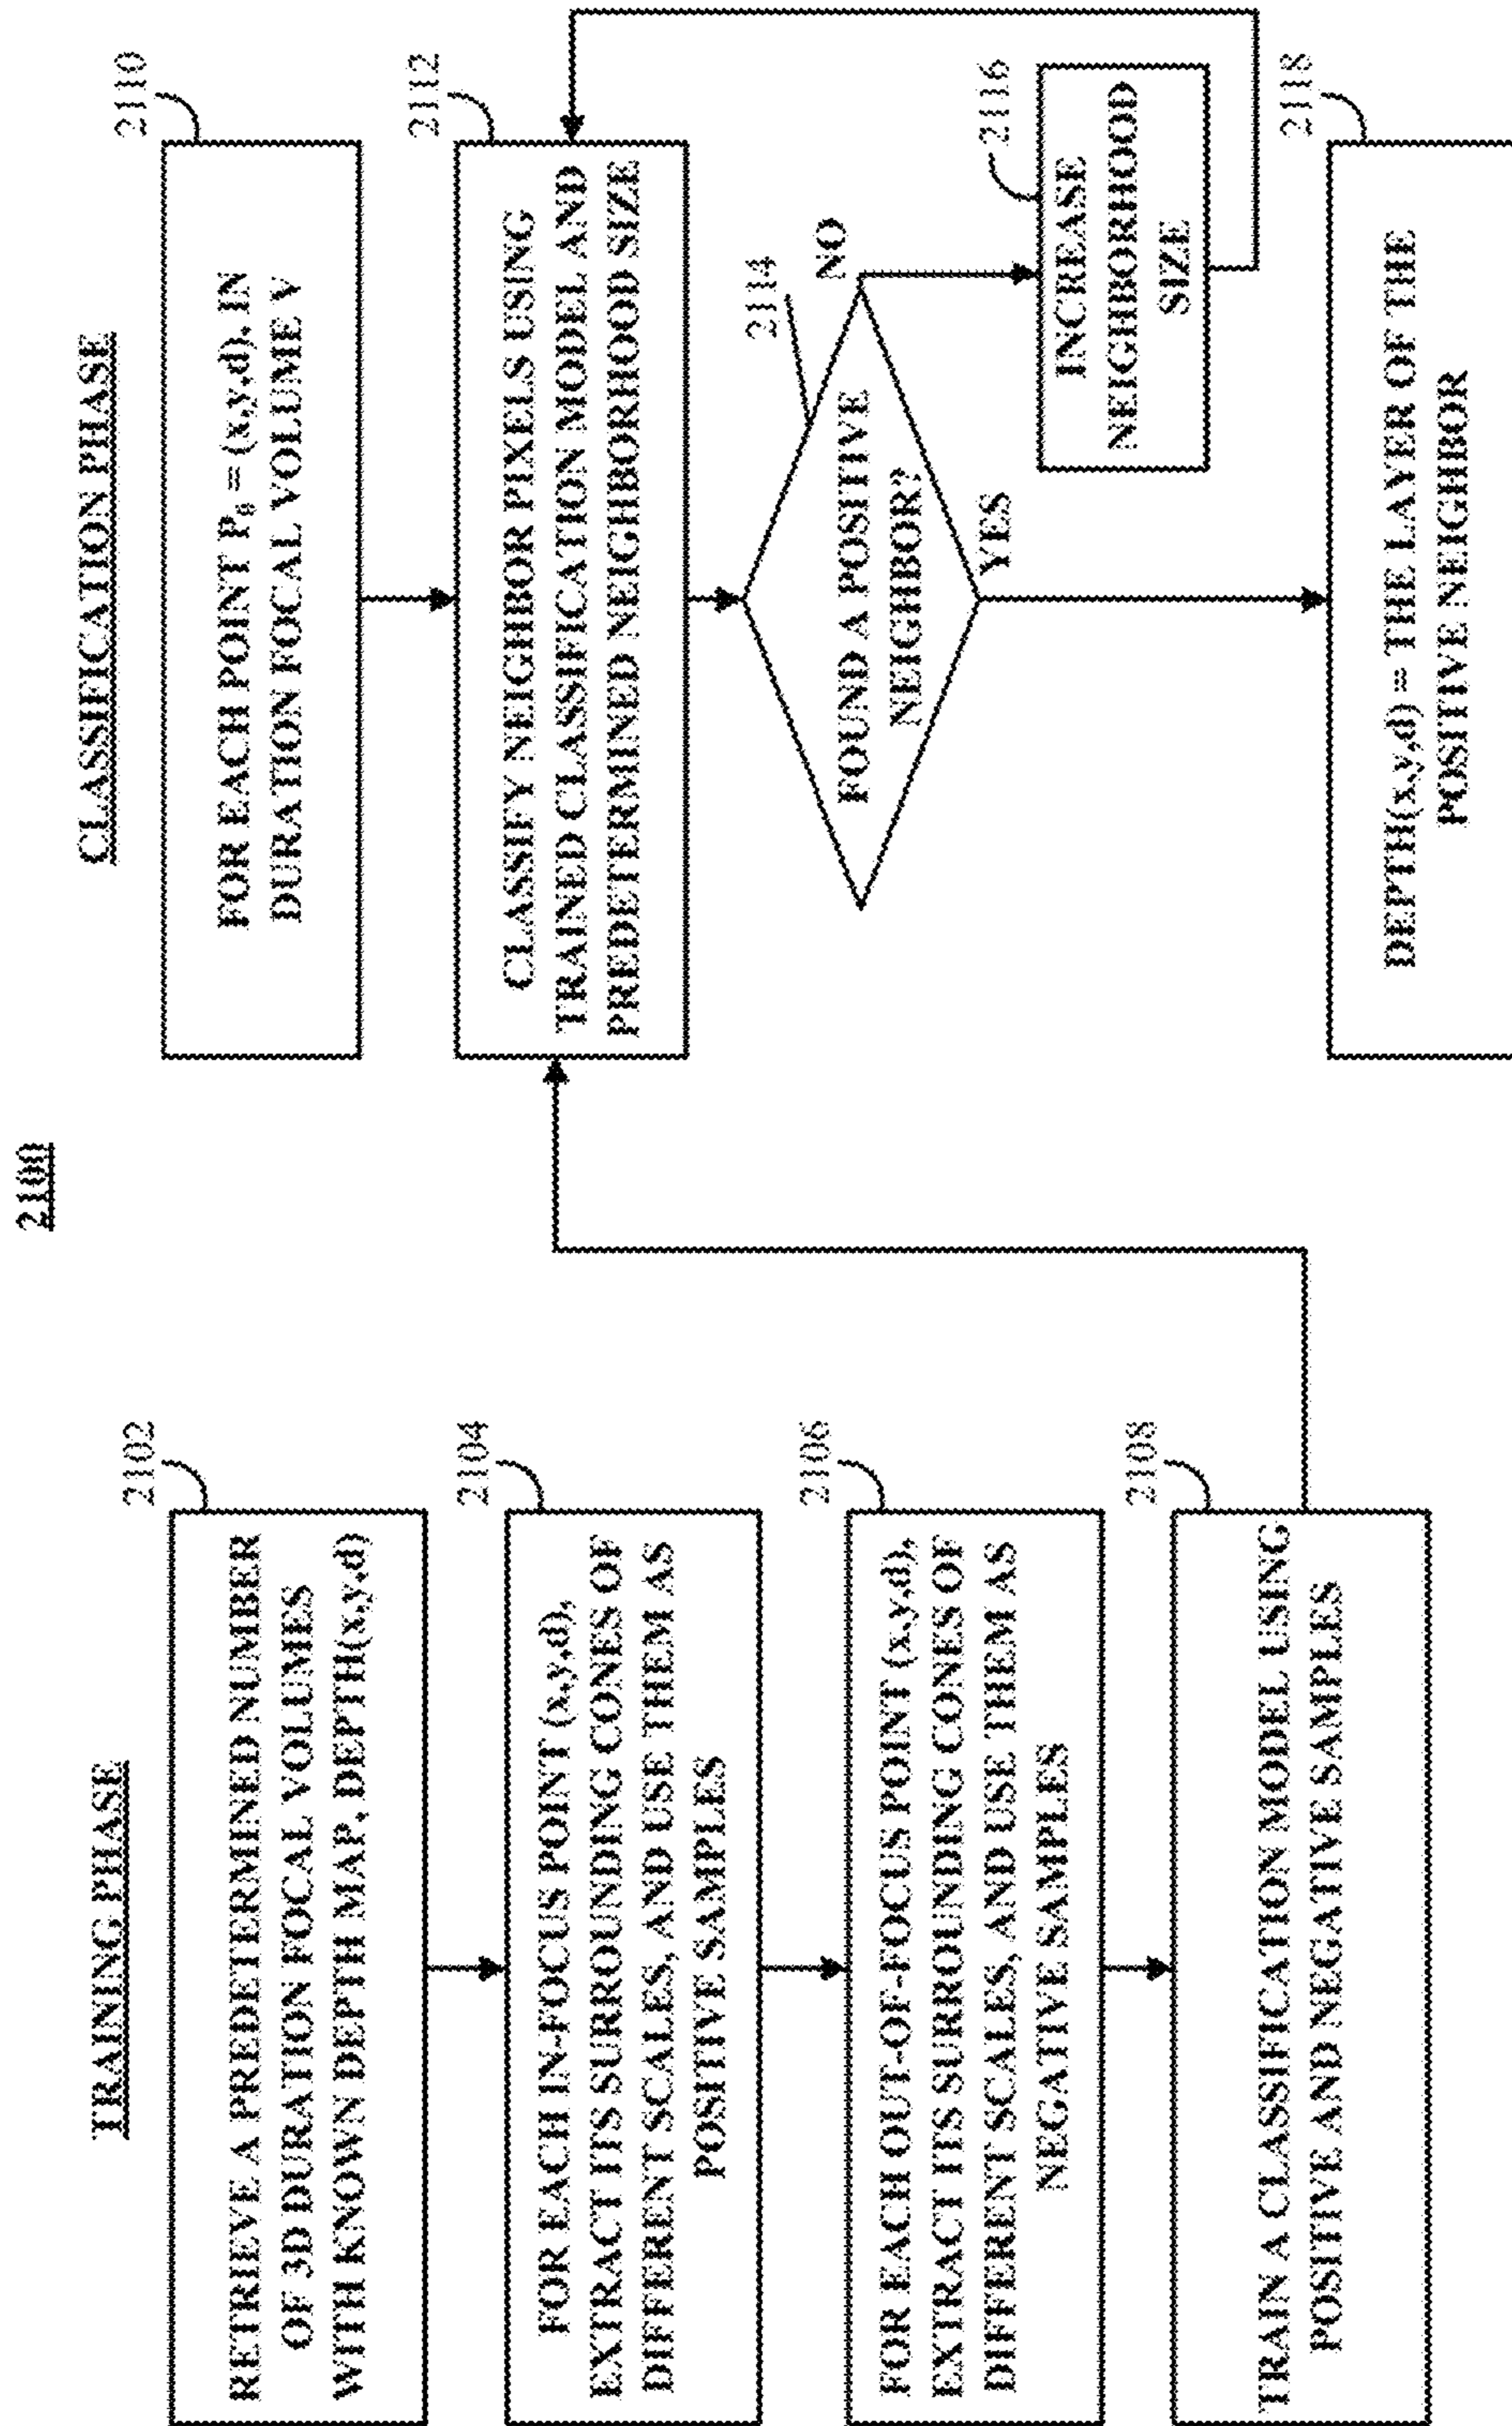 2100
TRAINING PHASE
2102
RETRIEVE A PREDETERMINED NUMBER
OF 3D DURATION FOCAL VOLUMES
WITH KNOWN DEPTH MAP, DEPTH(x,y,d)
2104
FOR EACH IN-FOCUS POINT (x,y,d),
EXTRACT ITS SURROUNDING CONES OF
DIFFERENT SCALES, AND USE THEM AS
POSITIVE SAMPLES
2106
FOR EACH OUT-OF-FOCUS POINT (x,y,d),
EXTRACT ITS SURROUNDING CONES OF
DIFFERENT SCALES, AND USE THEM AS
NEGATIVE SAMPLES
2108
TRAIN A CLASSIFICATION MODEL USING
POSITIVE AND NEGATIVE SAMPLES
CLASSIFICATION PHASE
2110
FOR EACH POINT P₀ = (x,y,d), IN
DURATION FOCAL VOLUME V
2112
CLASSIFY NEIGHBOR PIXELS USING
TRAINED CLASSIFICATION MODEL AND
PREDETERMINED NEIGHBORHOOD SIZE
2114
FOUND A POSITIVE
NEIGHBOR?
NO
YES
2116
INCREASE
NEIGHBORHOOD
SIZE
2118
DEPTH(x,y,d) = THE LAYER OF THE
POSITIVE NEIGHBOR